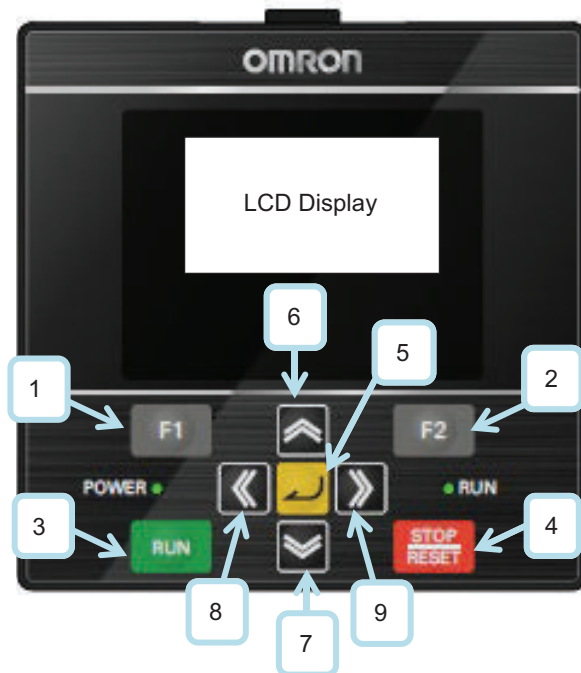 OMRON
LCD Display
6
5
1
2
F1
F2
POWER
RUN
3
RUN
STOP
RESET
4
8
7
9